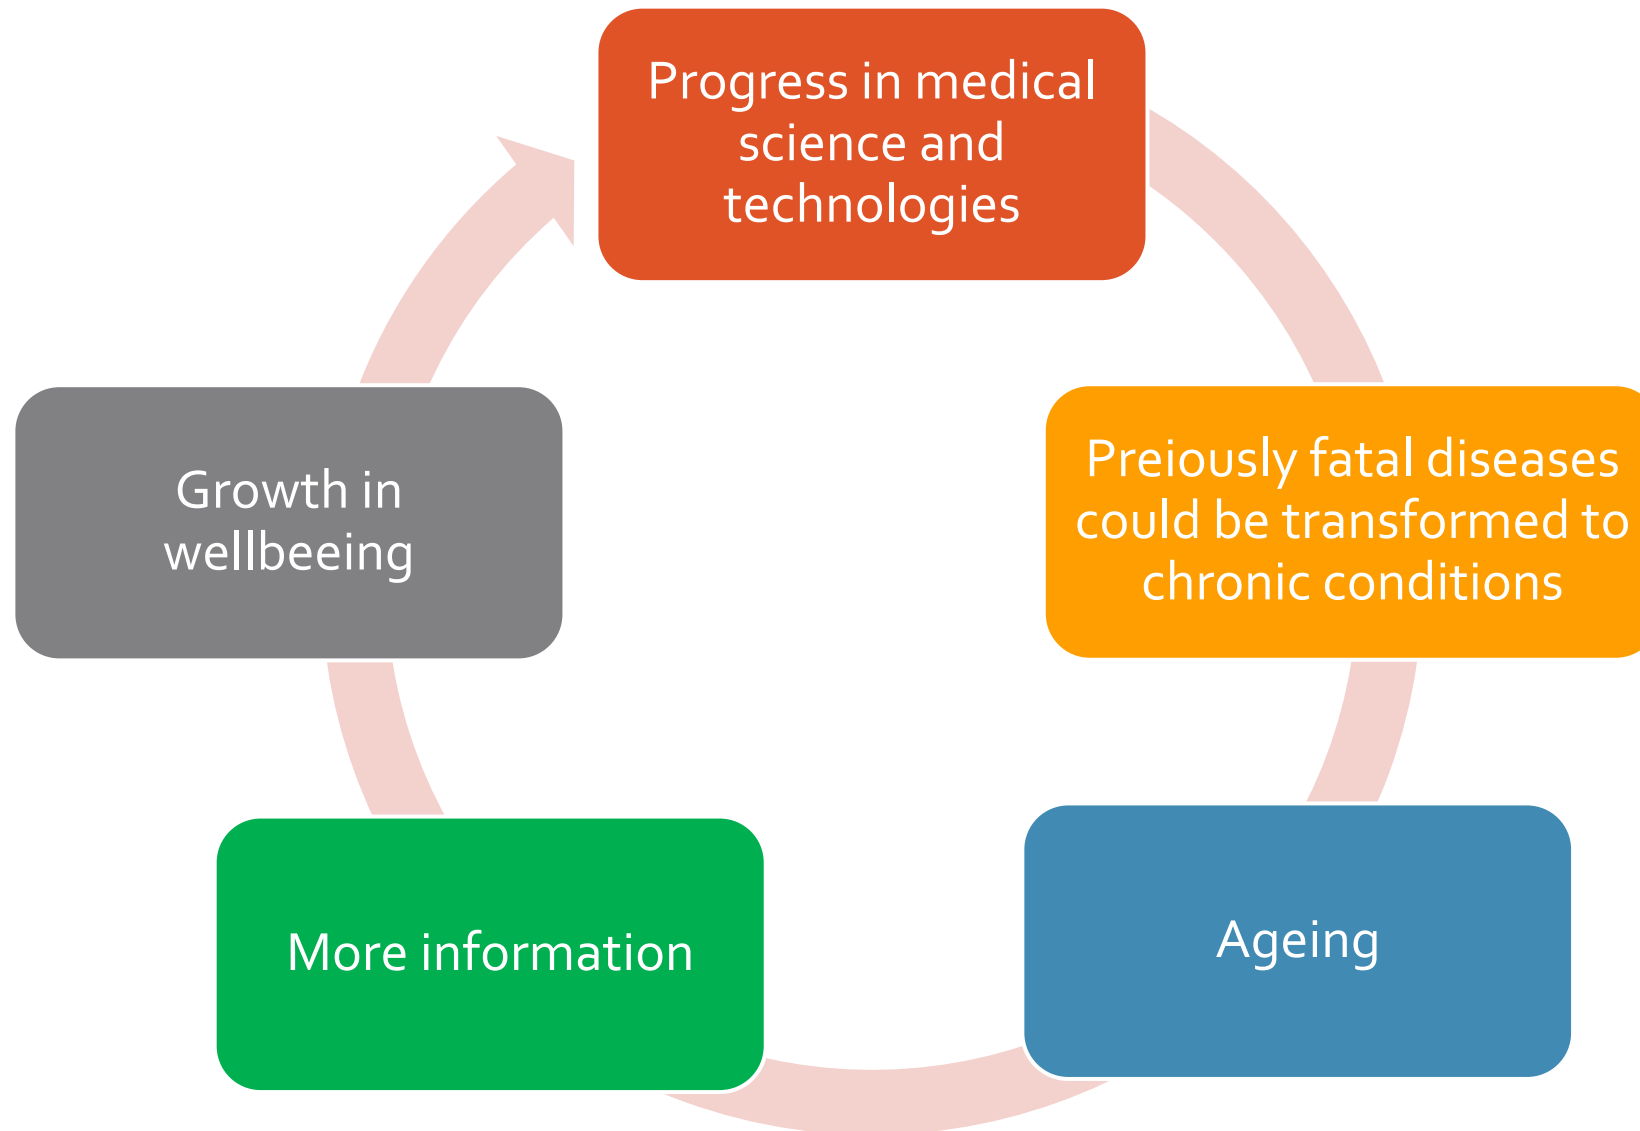 Progress in medical
science and
technologies
Preiously fatal diseases
could be transformed to
chronic conditions
Ageing
More information
Growth in
wellbeeing